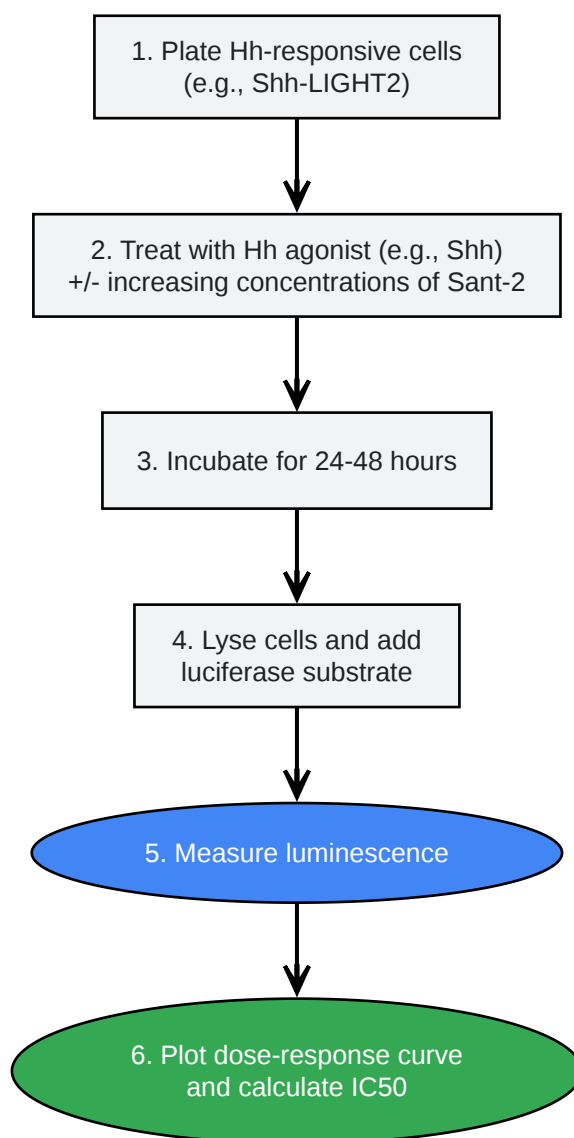 1. Plate Hh-responsive cells
(e.g., Shh-LIGHT2)
2. Treat with Hh agonist (e.g., Shh)
+/- increasing concentrations of Sant-2
3. Incubate for 24-48 hours
4. Lyse cells and add
luciferase substrate
5. Measure luminescence
6. Plot dose-response curve
and calculate IC50